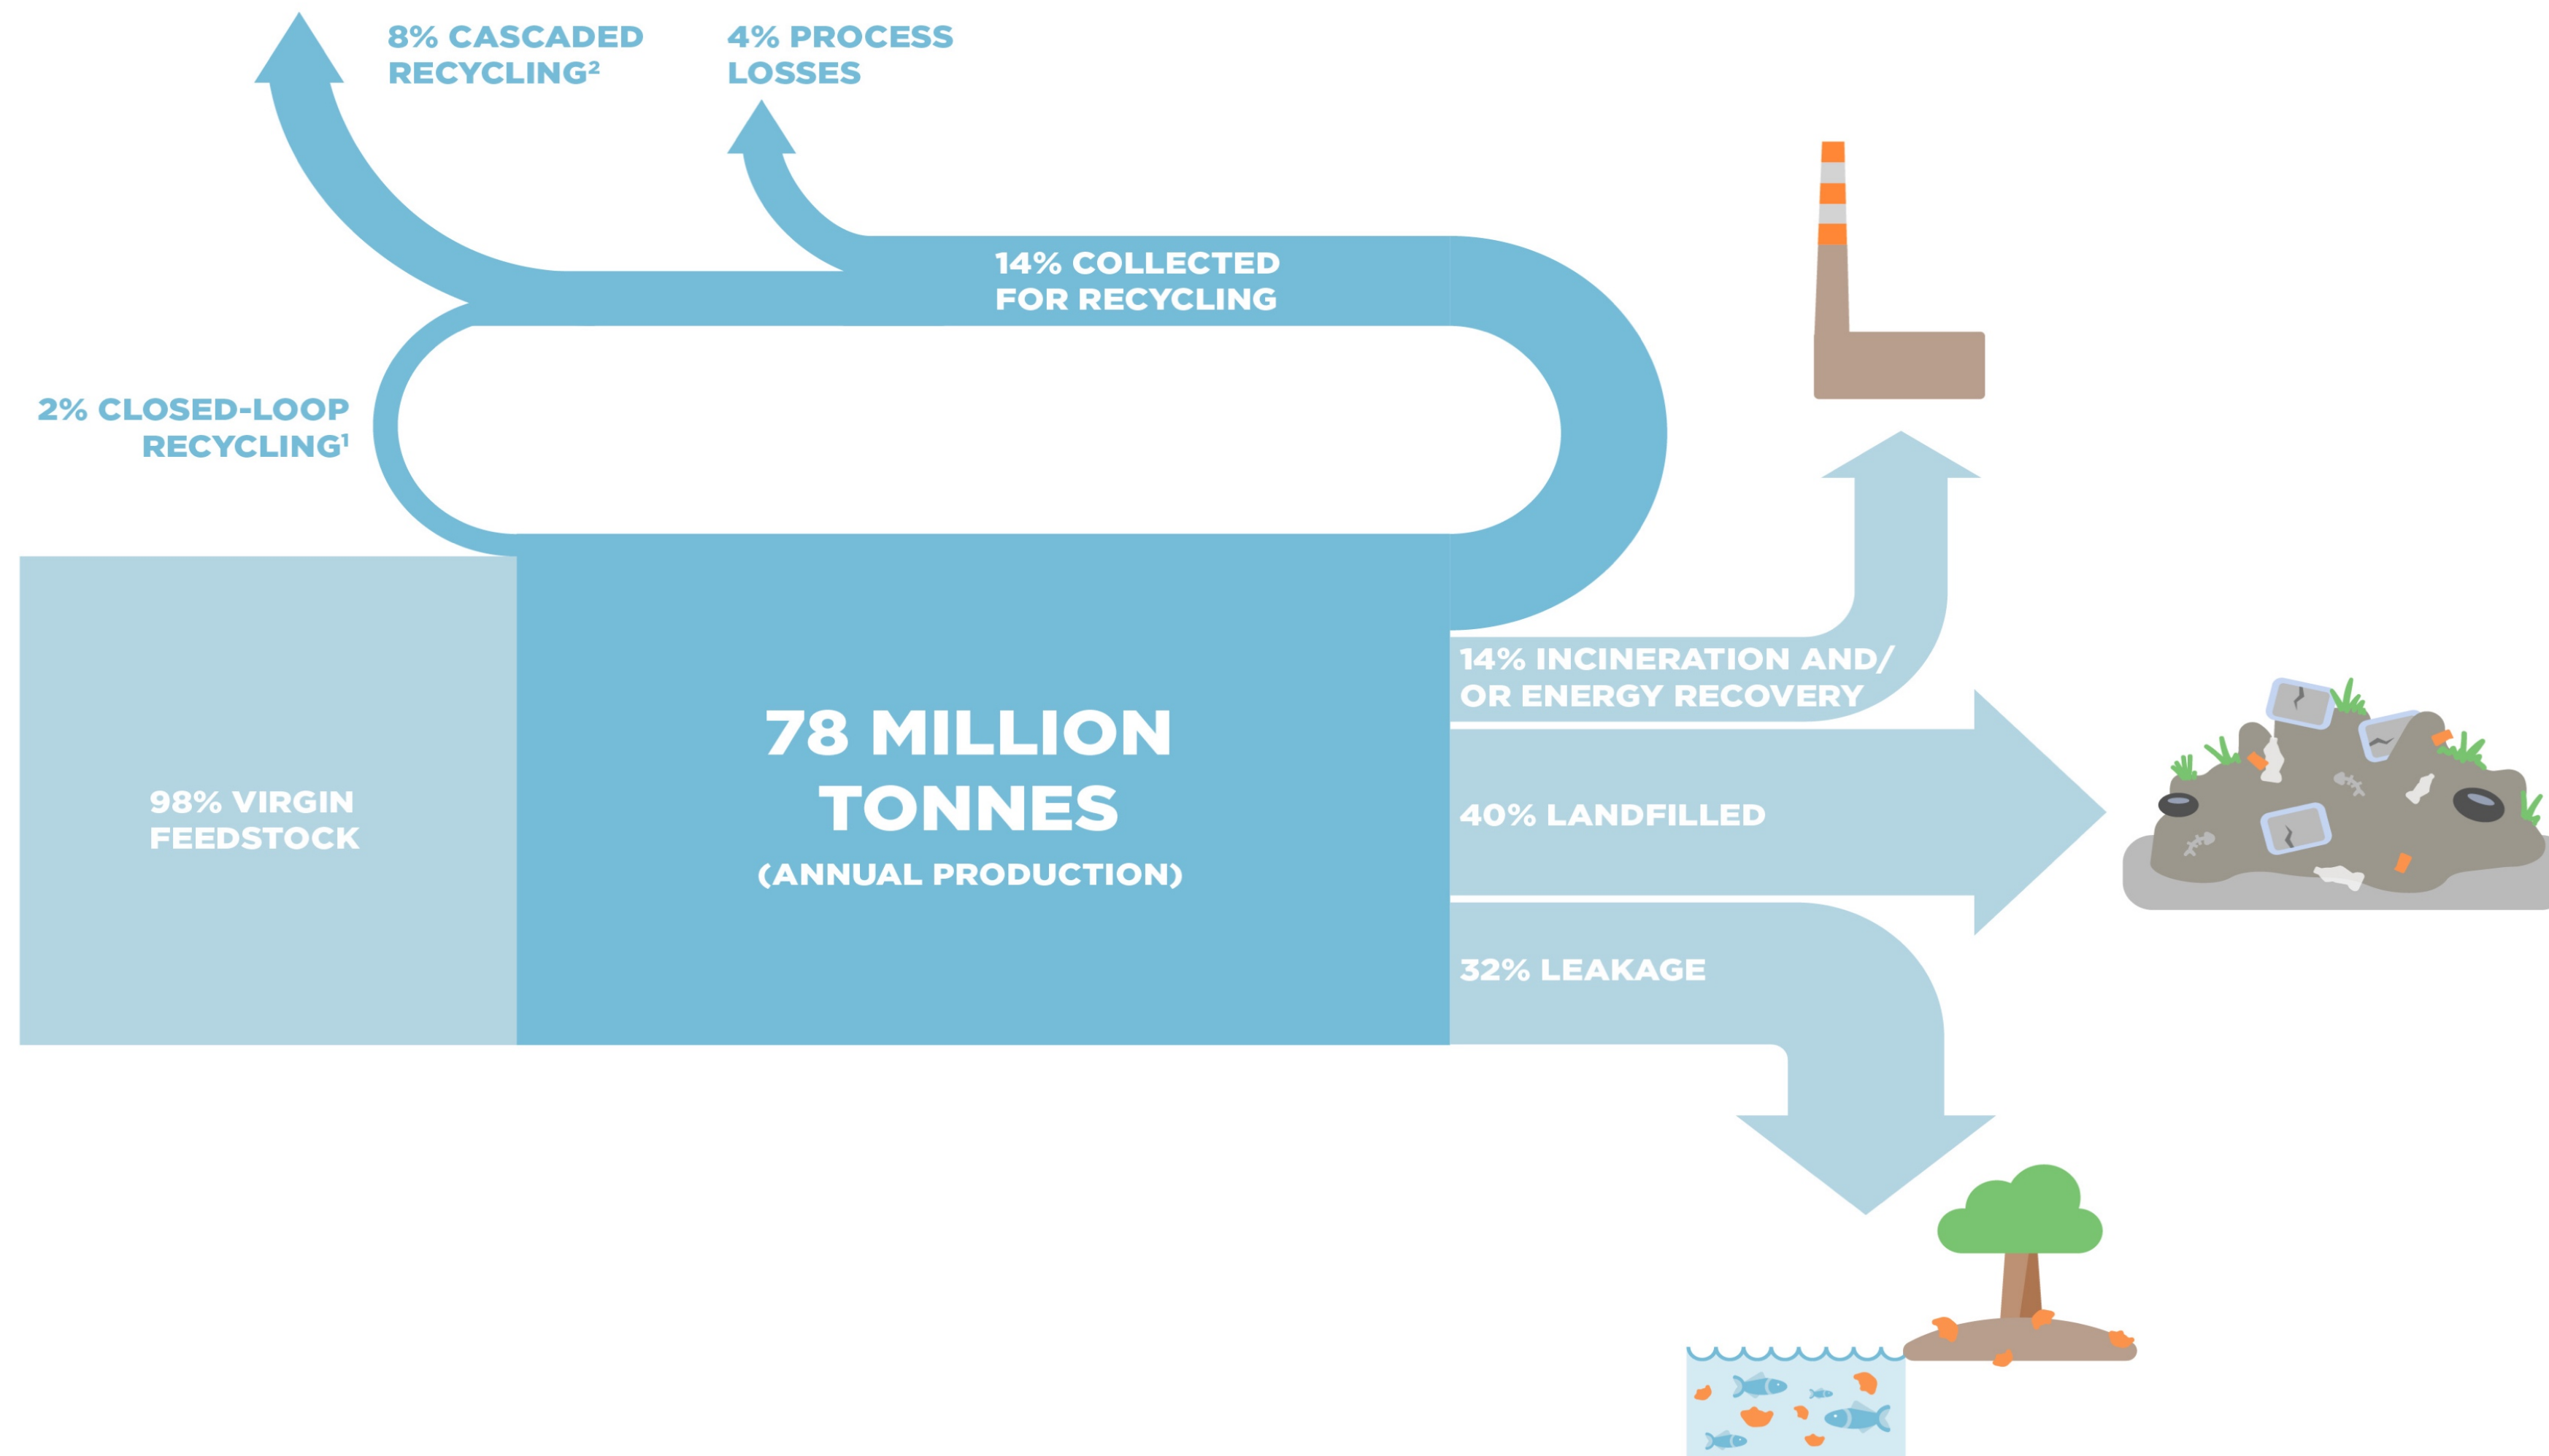 8% CASCADED
RECYCLING²
4% PROCESS
LOSSES
14% COLLECTED
FOR RECYCLING
2% CLOSED-LOOP
RECYCLING¹
14% INCINERATION AND/
OR ENERGY RECOVERY
78 MILLION
TONNES
(ANNUAL PRODUCTION)
98% VIRGIN
FEEDSTOCK
40% LANDFILLED
32% LEAKAGE